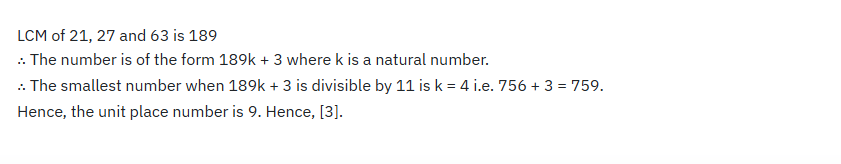 LCM of 21, 27 and 63 is 189
∴ The number is of the form 189k + 3 where k is a natural number.
∴ The smallest number when 189k + 3 is divisible by 11 is k = 4 i.e. 756 + 3 = 759.
Hence, the unit place number is 9. Hence, [3].